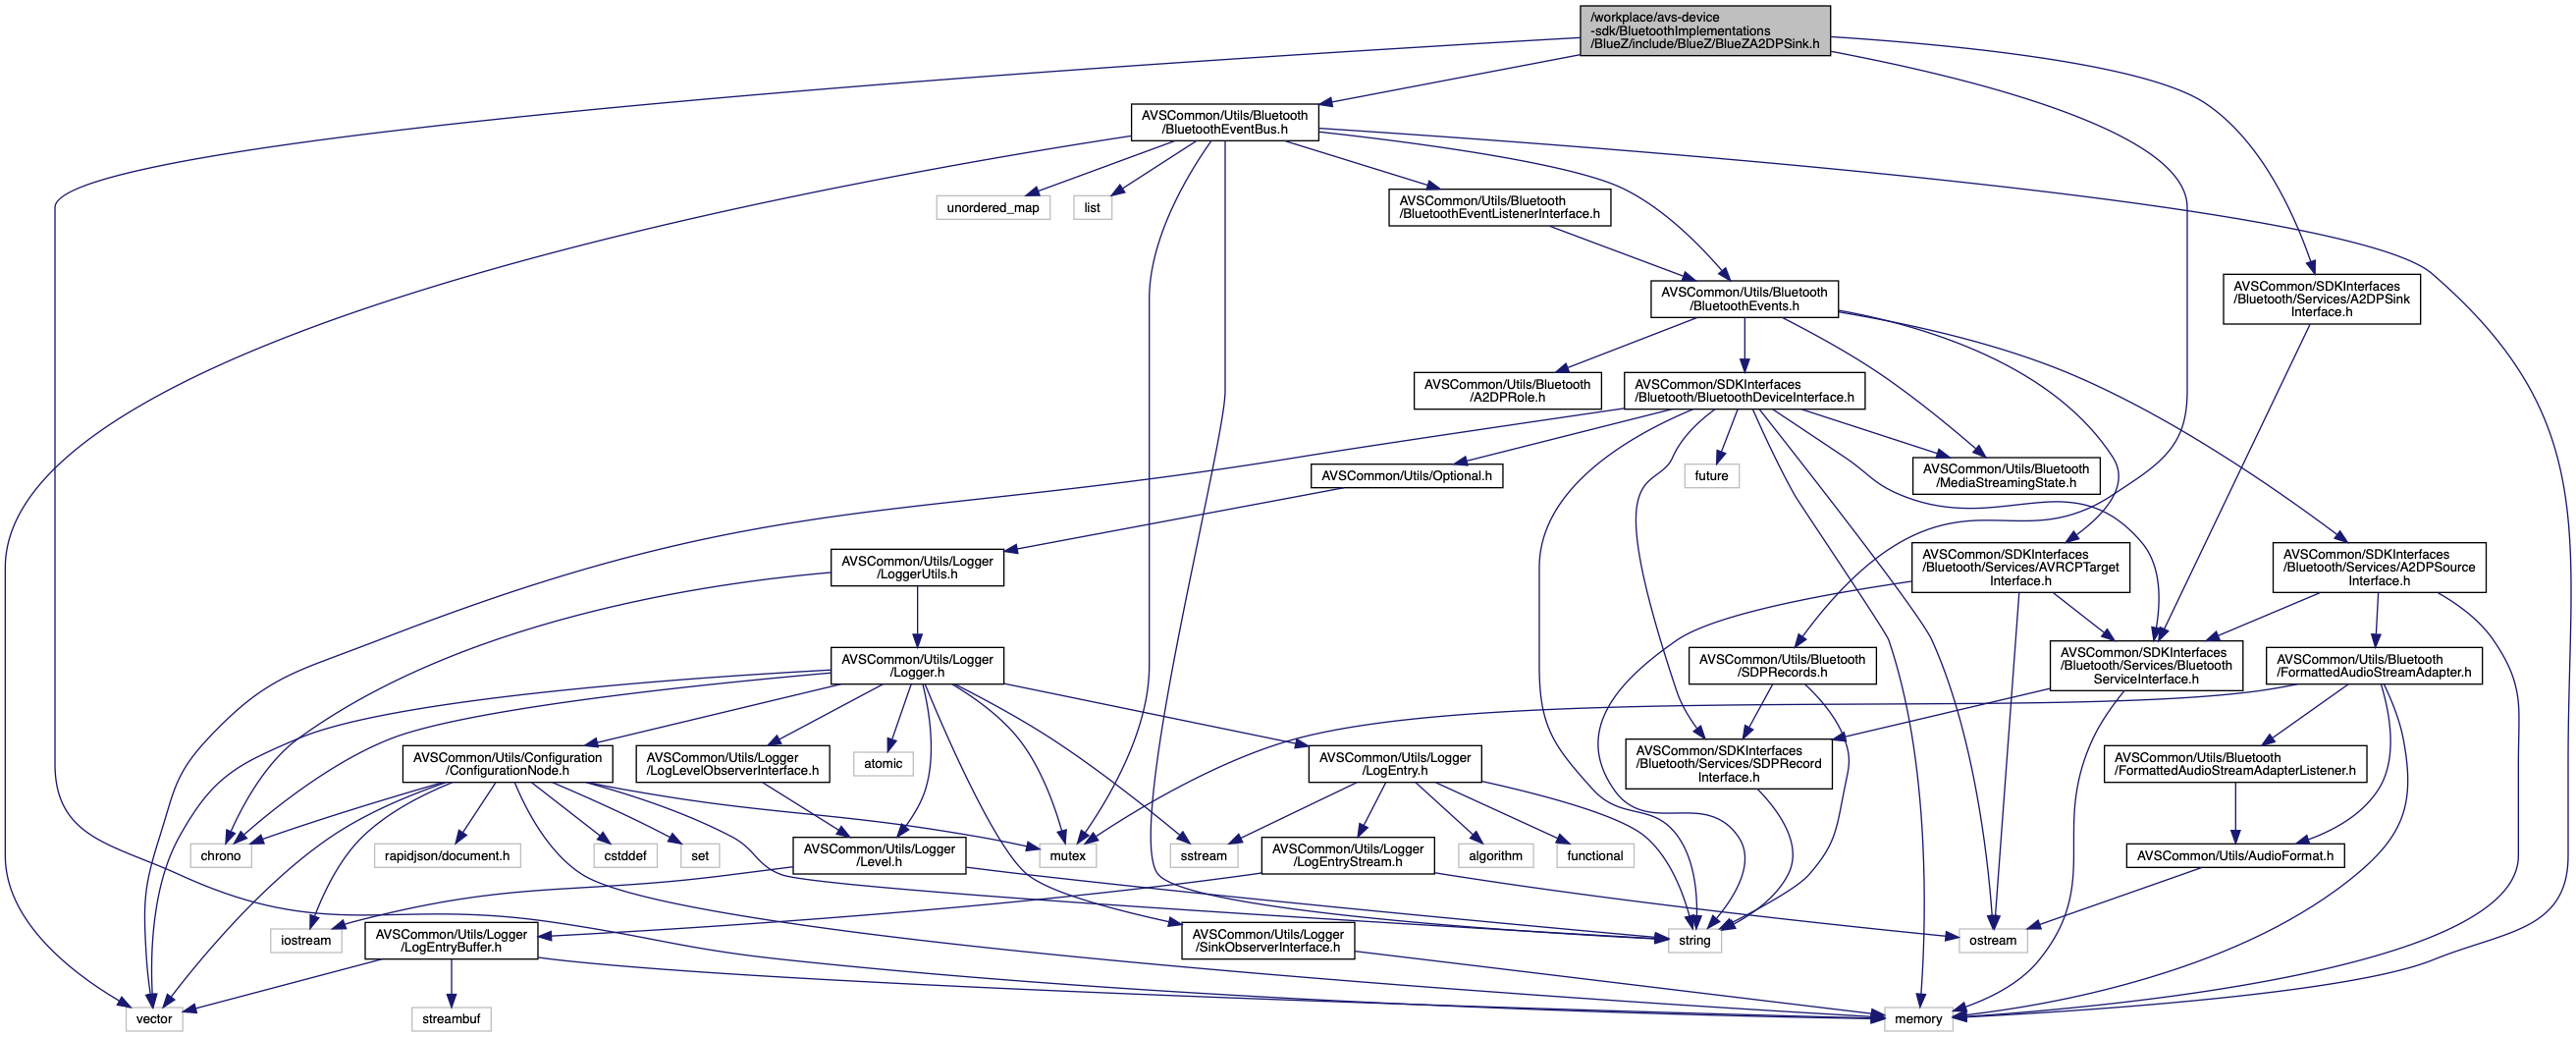 /workplace/avs-device
-sdk/BluetoothImplementations
/BlueZ/include/BlueZ/BlueZA2DPSink.h
AVSCommon/Utils/Bluetooth
/BluetoothEventBus.h
unordered_map
list
AVSCommon/Utils/Bluetooth
/BluetoothEventListenerInterface.h
AVSCommon/Utils/Bluetooth
/BluetoothEvents.h
AVSCommon/SDKInterfaces
/Bluetooth/Services/A2DPSink
Interface.h
AVSCommon/Utils/Bluetooth
/A2DPRole.h
AVSCommon/SDKInterfaces
/Bluetooth/BluetoothDeviceInterface.h
AVSCommon/Utils/Optional.h
future
AVSCommon/Utils/Bluetooth
/MediaStreamingState.h
AVSCommon/Utils/Logger
/LoggerUtils.h
AVSCommon/SDKInterfaces
/Bluetooth/Services/AVRCPTarget
Interface.h
AVSCommon/SDKInterfaces
/Bluetooth/Services/A2DPSource
Interface.h
AVSCommon/Utils/Logger
/Logger.h
AVSCommon/Utils/Bluetooth
/SDPRecords.h
AVSCommon/SDKInterfaces
/Bluetooth/Services/Bluetooth
ServiceInterface.h
AVSCommon/Utils/Bluetooth
/FormattedAudioStreamAdapter.h
AVSCommon/Utils/Configuration
/ConfigurationNode.h
AVSCommon/Utils/Logger
/LogLevelObserverInterface.h
atomic
AVSCommon/Utils/Logger
/LogEntry.h
AVSCommon/SDKInterfaces
/Bluetooth/Services/SDPRecord
Interface.h
AVSCommon/Utils/Bluetooth
/FormattedAudioStreamAdapterListener.h
chrono
rapidjson/document.h
cstddef
set
AVSCommon/Utils/Logger
/Level.h
mutex
sstream
AVSCommon/Utils/Logger
/LogEntryStream.h
algorithm
functional
AVSCommon/Utils/AudioFormat.h
iostream
AVSCommon/Utils/Logger
/LogEntryBuffer.h
AVSCommon/Utils/Logger
/SinkObserverInterface.h
string
ostream
vector
streambuf
memory